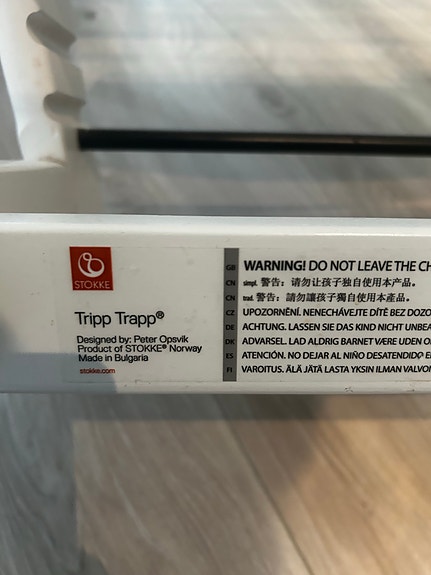 STOKKE
Tripp Trapp®
Designed by: Peter Opsvik
Product of STOKKE® Norway
Made in Bulgaria
stokke.com
GB WARNING! DO NOT LEAVE THE CH
CN simpl. 警告：请勿让孩子独自使用本产品。
CN trad. 警告：請勿讓孩子獨自使用本產品。
CZ UPOZORNĚNÍ. NENECHÁVEJTE DÍTĚ BEZ DOZO
DE ACHTUNG. LASSEN SIE DAS KIND NICHT UNBEA
DK ADVARSEL. LAD ALDRIG BARNET VÆRE UDEN O
ES ATENCIÓN. NO DEJAR AL NIÑO DESATENDIDO E
FI VAROITUS. ÄLÄ JÄTÄ LASTA YKSIN ILMAN VALVON